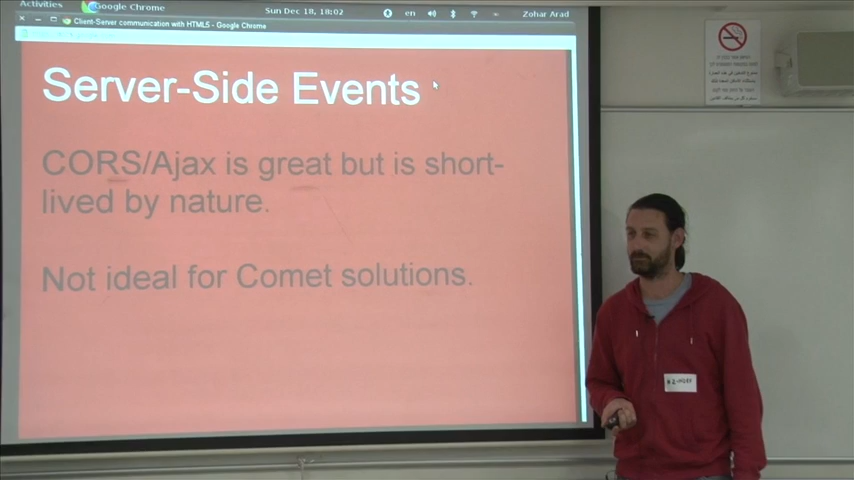 Activities
Google Chrome
Sun Dec 18, 18:02
en
Zohar Arad
Client-Server communication with HTML5 - Google Chrome
Server-Side Events
CORS/Ajax is great but is short-
lived by nature.
Not ideal for Comet solutions.